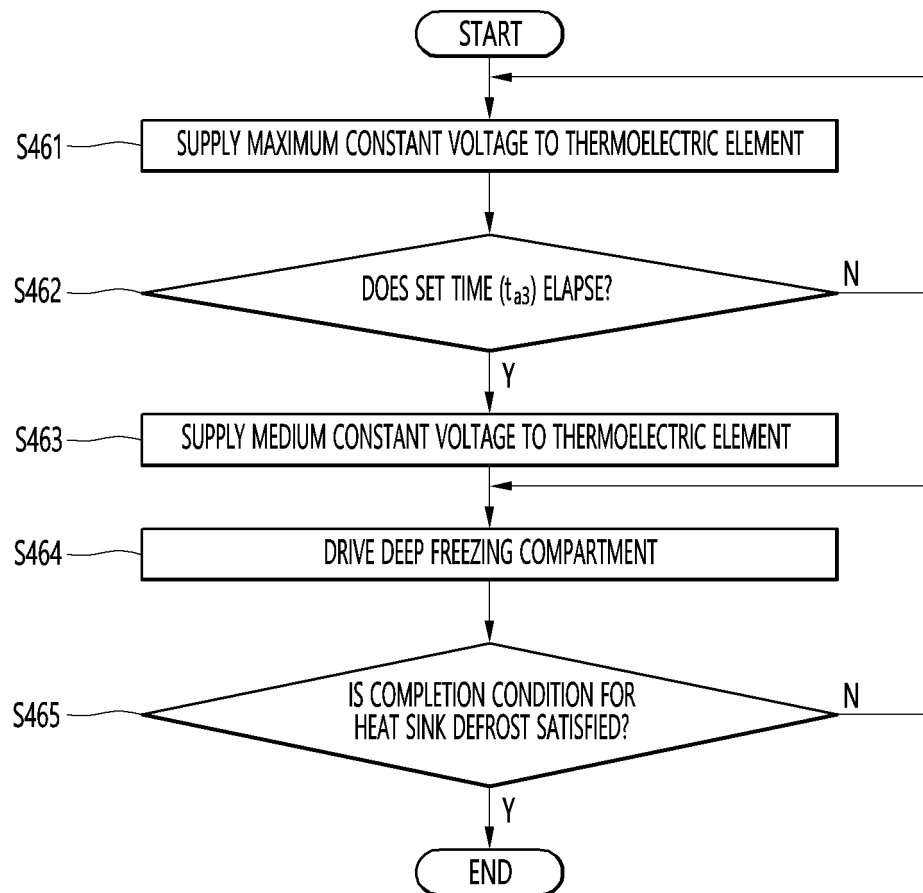 START
S461
SUPPLY MAXIMUM CONSTANT VOLTAGE TO THERMOELECTRIC ELEMENT
S462
DOES SET TIME (ta3) ELAPSE?
N
Y
S463
SUPPLY MEDIUM CONSTANT VOLTAGE TO THERMOELECTRIC ELEMENT
S464
DRIVE DEEP FREEZING COMPARTMENT
S465
IS COMPLETION CONDITION FOR
HEAT SINK DEFROST SATISFIED?
N
Y
END